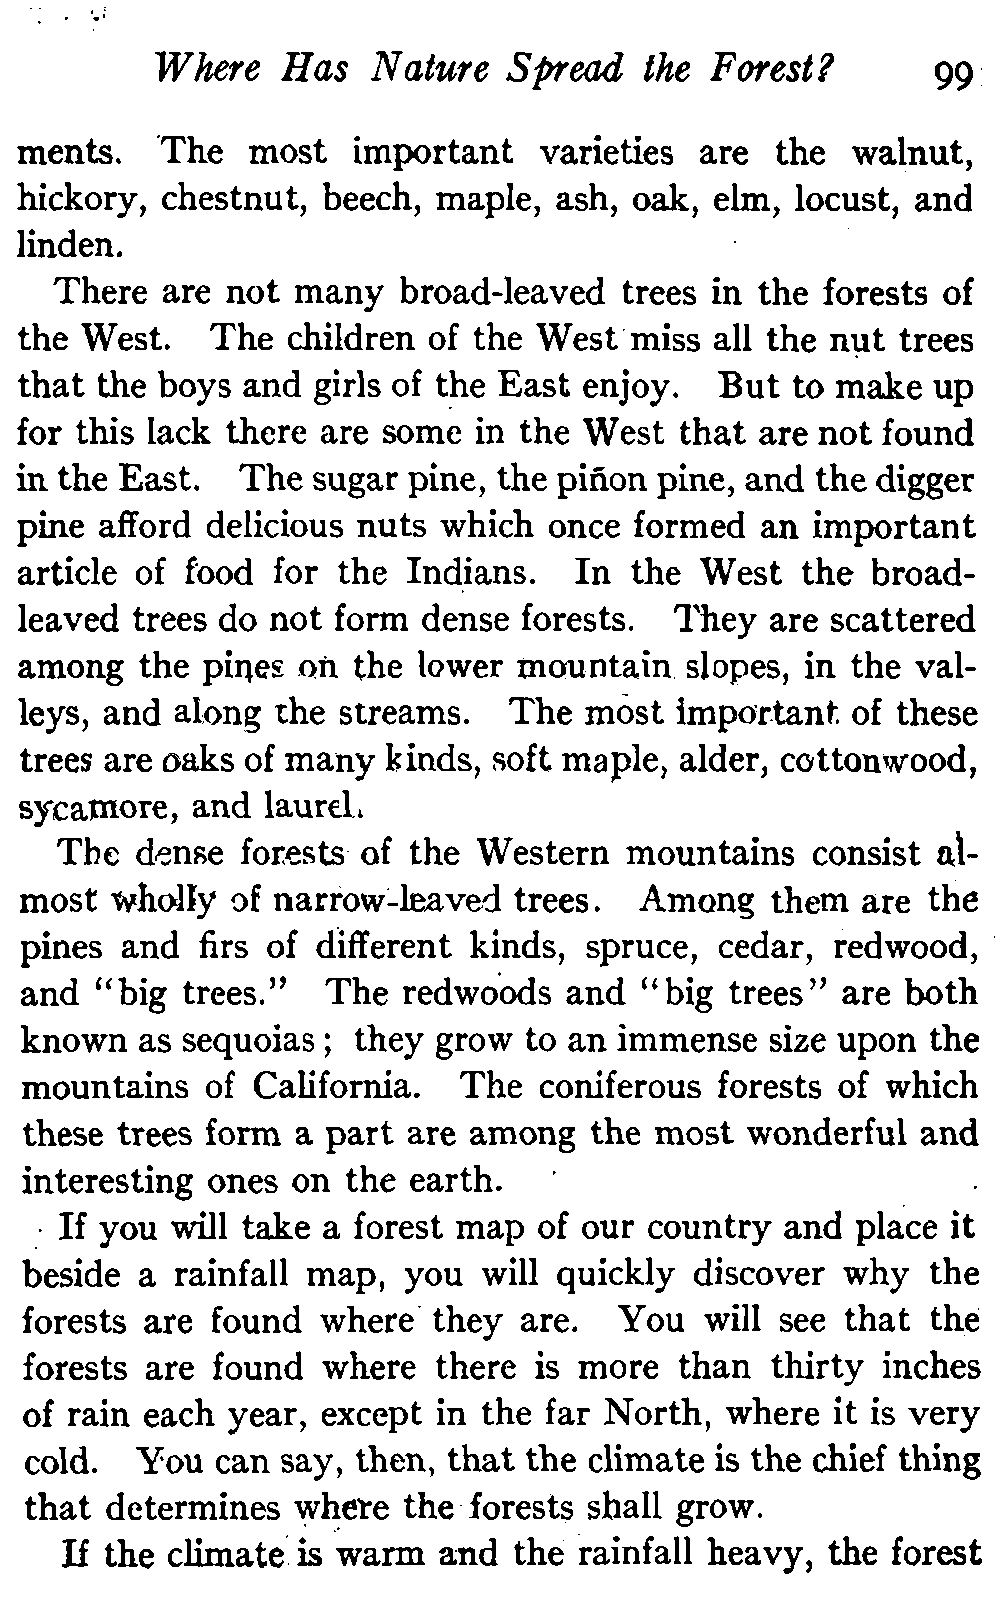 Where Has Nature Spread the Forest? 99
ments. The most important varieties are the walnut,
hickory, chestnut, beech, maple, ash, oak, elm, locust, and
linden.
There are not many broad-leaved trees in the forests of
the West. The children of the West miss all the nut trees
that the boys and girls of the East enjoy. But to make up
for this lack there are some in the West that are not found
in the East. The sugar pine, the piñon pine, and the digger
pine afford delicious nuts which once formed an important
article of food for the Indians. In the West the broad-
leaved trees do not form dense forests. They are scattered
among the pines on the lower mountain slopes, in the val-
leys, and along the streams. The most important of these
trees are oaks of many kinds, soft maple, alder, cottonwood,
sycamore, and laurel.
The dense forests of the Western mountains consist al-
most wholly of narrow-leaved trees. Among them are the
pines and firs of different kinds, spruce, cedar, redwood,
and "big trees." The redwoods and "big trees" are both
known as sequoias; they grow to an immense size upon the
mountains of California. The coniferous forests of which
these trees form a part are among the most wonderful and
interesting ones on the earth.
If you will take a forest map of our country and place it
beside a rainfall map, you will quickly discover why the
forests are found where they are. You will see that the
forests are found where there is more than thirty inches
of rain each year, except in the far North, where it is very
cold. You can say, then, that the climate is the chief thing
that determines where the forests shall grow.
If the climate is warm and the rainfall heavy, the forest